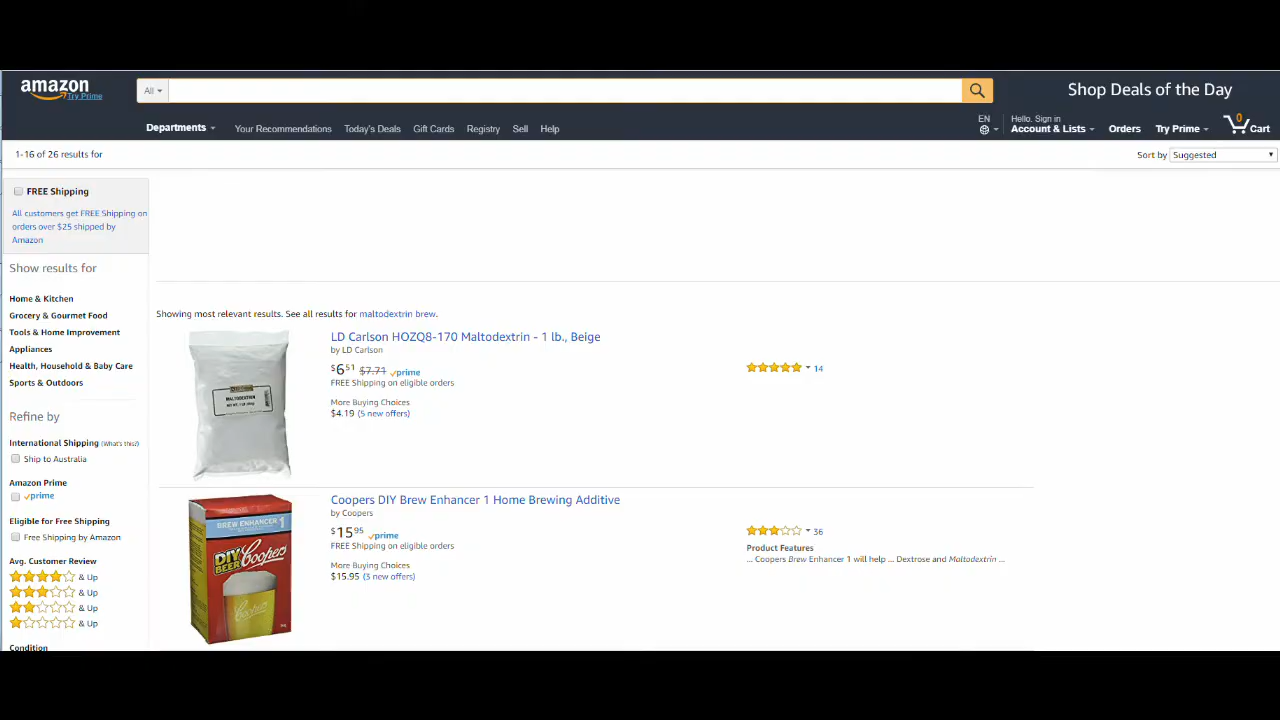 amazon
Try Prime
All
Shop Deals of the Day
Departments
Your Recommendations
Today's Deals
Gift Cards
Registry
Sell
Help
EN
Hello. Sign in
Account & Lists
Orders
Try Prime
0
Cart
1-16 of 26 results for
Sort by Suggested
FREE Shipping
All customers get FREE Shipping on
orders over $25 shipped by
Amazon
Show results for
Home & Kitchen
Grocery & Gourmet Food
Tools & Home Improvement
Appliances
Health, Household & Baby Care
Sports & Outdoors
Refine by
International Shipping (What's this?)
Ship to Australia
Amazon Prime
prime
Eligible for Free Shipping
Free Shipping by Amazon
Avg. Customer Review
& Up
& Up
& Up
& Up
Condition
Showing most relevant results. See all results for maltodextrin brew.
MALTODEXTRIN
LD Carlson HOZQ8-170 Maltodextrin - 1 lb., Beige
by LD Carlson
$6.51 $7.71 prime
FREE Shipping on eligible orders
More Buying Choices
$4.19 (5 new offers)
14
BREW ENHANCER 1
DIY
BEER
Coopers
Coopers
Coopers DIY Brew Enhancer 1 Home Brewing Additive
by Coopers
$15.95 prime
FREE Shipping on eligible orders
More Buying Choices
$15.95 (3 new offers)
36
Product Features
... Coopers Brew Enhancer 1 will help ... Dextrose and Maltodextrin ...